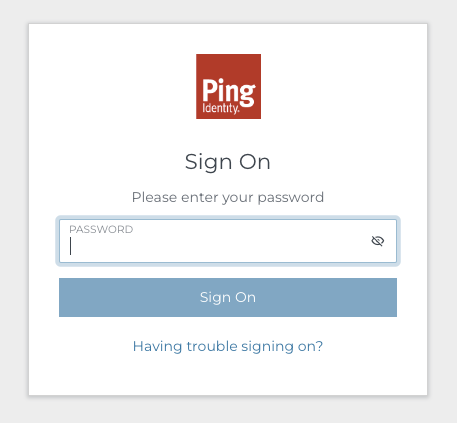 Ping
Identity.
Sign On
Please enter your password
PASSWORD
Sign On
Having trouble signing on?